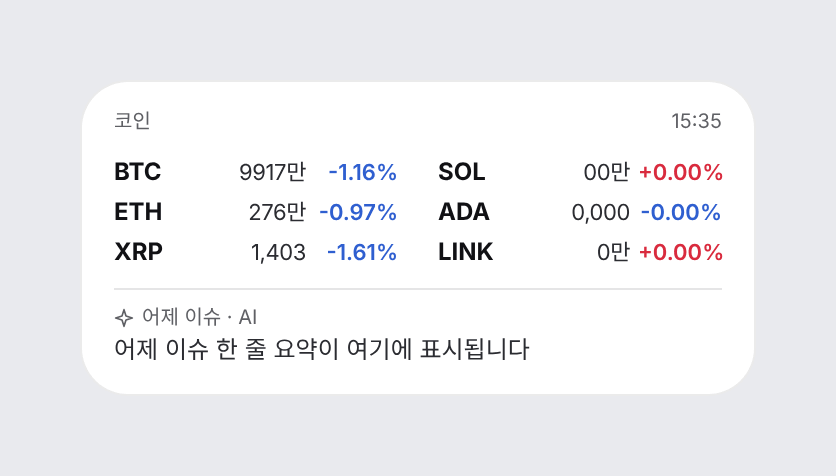 코인 15:35
BTC 9917만 -1.16% SOL 00만 +0.00%
ETH 276만 -0.97% ADA 0,000 -0.00%
XRP 1,403 -1.61% LINK 0만 +0.00%
어제 이슈 · AI
어제 이슈 한 줄 요약이 여기에 표시됩니다